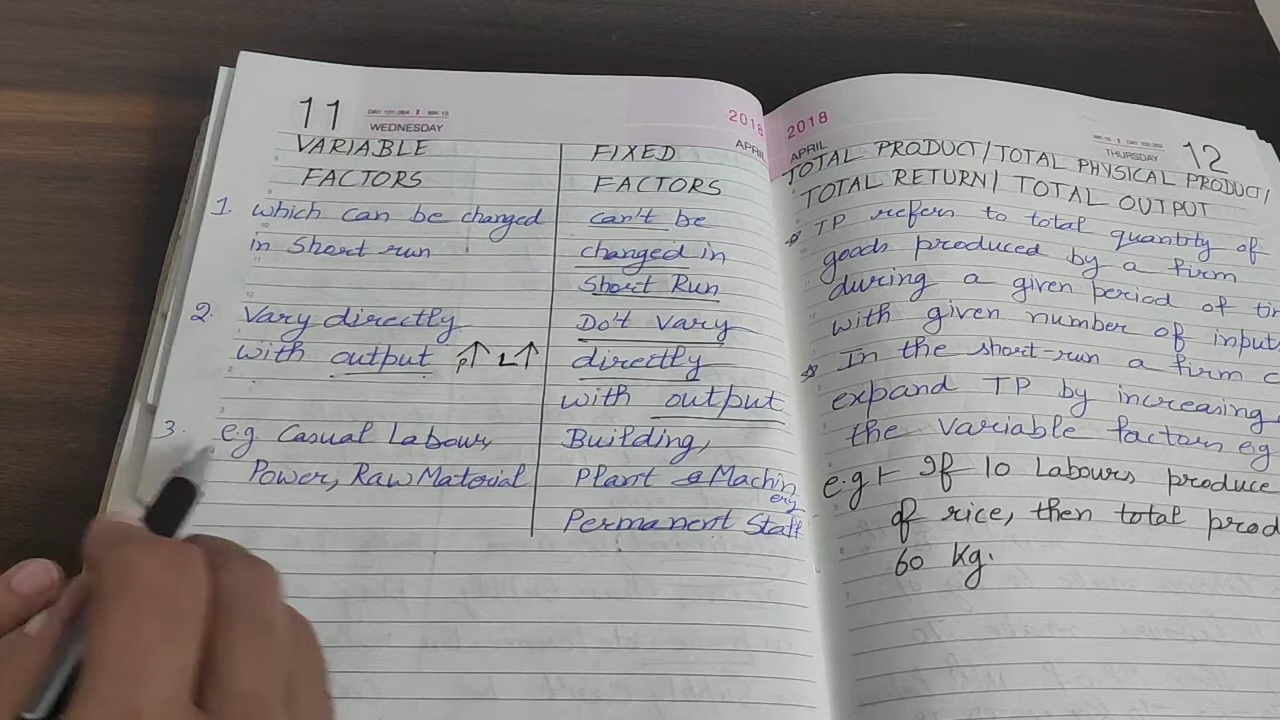 11
WEDNESDAY
2018
APRIL
VARIABLE
FACTORS
1. which can be changed
in Short run
2. Vary directly
with output P↑ L↑
3. e.g Casual Labour,
Power, Raw Material
FIXED
FACTORS
can't be
changed in
Short Run
Do't vary
directly
with output
Building,
Plant & Machin
ery
Permanent Staff
2018
APRIL
THURSDAY
12
TOTAL PRODUCT/TOTAL PHYSICAL PRODUCT/
TOTAL RETURN/ TOTAL OUTPUT
TP refers to total quantity of
goods produced by a firm
during a given period of ti
with given number of input
In the short-run a firm c
expand TP by increasing
the variable factors eg
e.g :- If 10 Labours produce
of rice, then total prod
60 Kg.